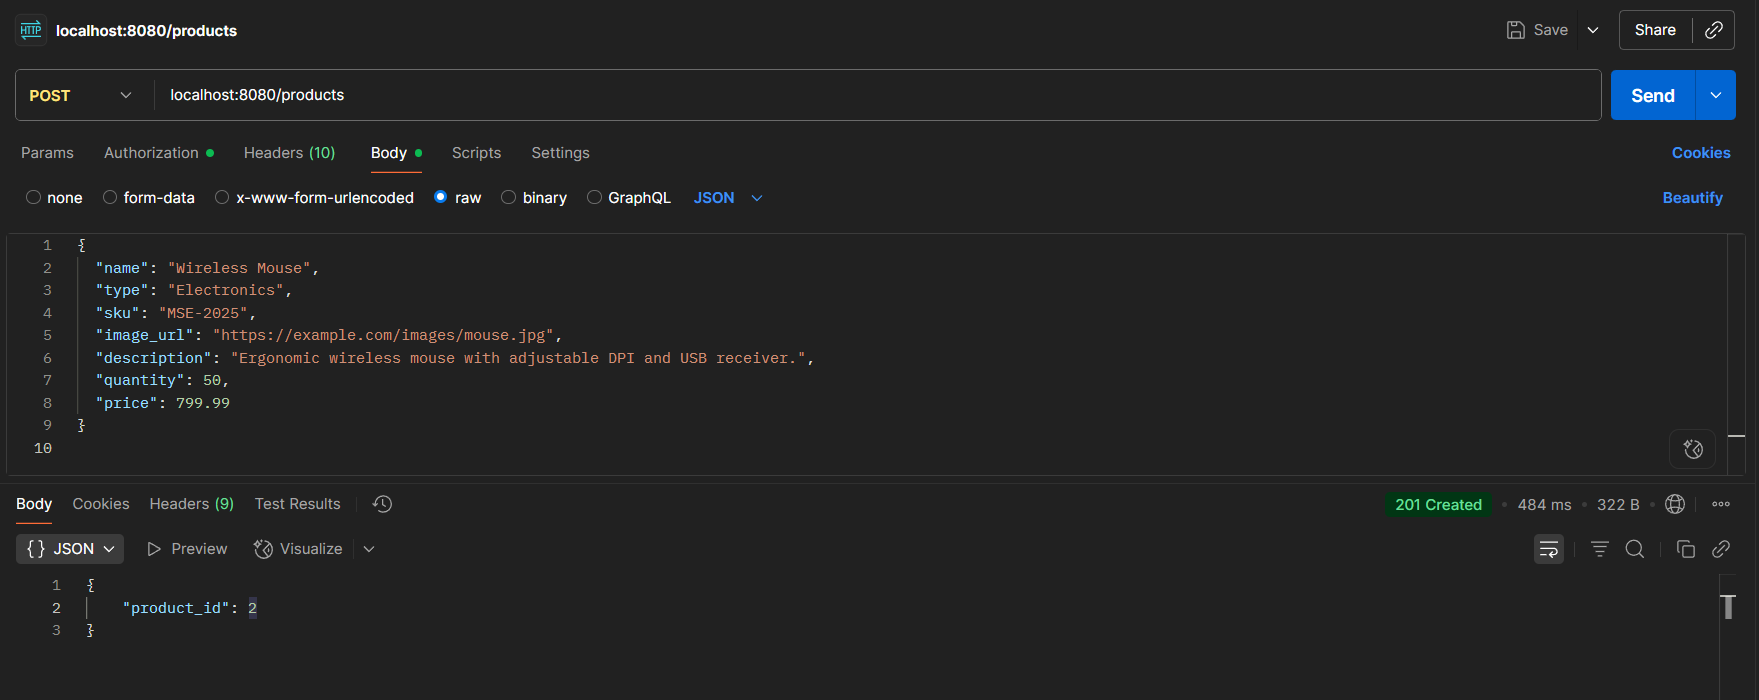 HTTP localhost:8080/products Save Share
POST localhost:8080/products Send
Params Authorization Headers (10) Body Scripts Settings Cookies
none form-data x-www-form-urlencoded raw binary GraphQL JSON Beautify
1 {
2 "name": "Wireless Mouse",
3 "type": "Electronics",
4 "sku": "MSE-2025",
5 "image_url": "https://example.com/images/mouse.jpg",
6 "description": "Ergonomic wireless mouse with adjustable DPI and USB receiver.",
7 "quantity": 50,
8 "price": 799.99
9 }
10
Body Cookies Headers (9) Test Results 201 Created • 484 ms • 322 B •
{} JSON Preview Visualize
1 {
2 "product_id": 2
3 }